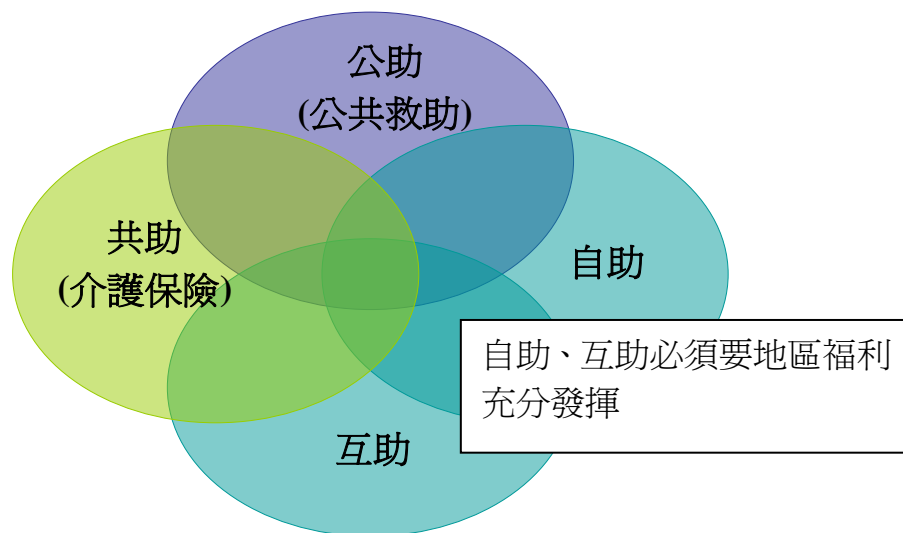 公助
(公共救助)
共助
(介護保險)
自助
自助、互助必須要地區福利
充分發揮
互助